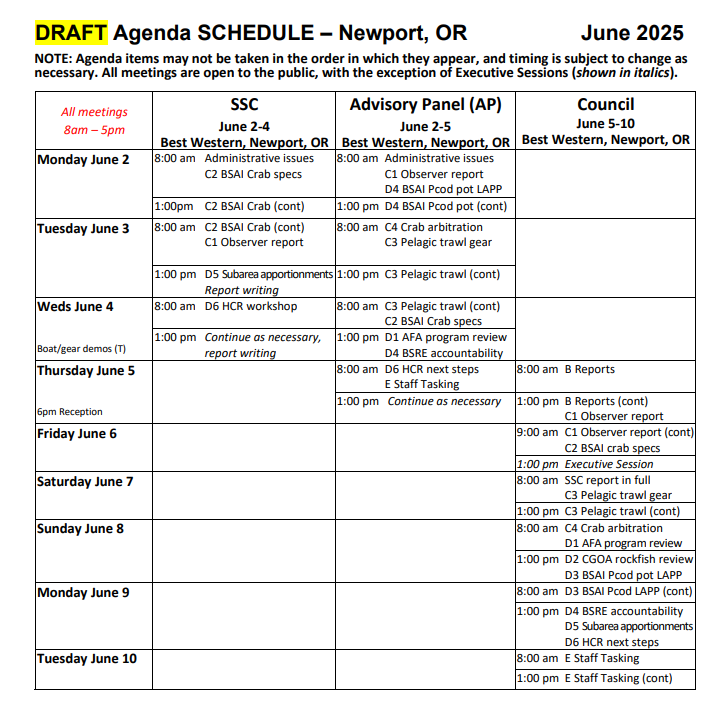 DRAFT Agenda SCHEDULE – Newport, OR June 2025
NOTE: Agenda items may not be taken in the order in which they appear, and timing is subject to change as
necessary. All meetings are open to the public, with the exception of Executive Sessions (shown in italics).
All meetings
8am – 5pm
SSC
June 2-4
Best Western, Newport, OR
Advisory Panel (AP)
June 2-5
Best Western, Newport, OR
Council
June 5-10
Best Western, Newport, OR
Monday June 2
8:00 am Administrative issues
C2 BSAI Crab specs
1:00pm C2 BSAI Crab (cont)
8:00 am Administrative issues
C1 Observer report
D4 BSAI Pcod pot LAPP
1:00 pm D4 BSAI Pcod pot (cont)
Tuesday June 3
8:00 am C2 BSAI Crab (cont)
C1 Observer report
1:00 pm D5 Subarea apportionments
Report writing
8:00 am C4 Crab arbitration
C3 Pelagic trawl gear
1:00 pm C3 Pelagic trawl (cont)
Weds June 4
Boat/gear demos (T)
8:00 am D6 HCR workshop
1:00 pm Continue as necessary,
report writing
8:00 am C3 Pelagic trawl (cont)
C2 BSAI Crab specs
1:00 pm D1 AFA program review
D4 BSRE accountability
Thursday June 5
6pm Reception
8:00 am D6 HCR next steps
E Staff Tasking
1:00 pm Continue as necessary
8:00 am B Reports
1:00 pm B Reports (cont)
C1 Observer report
Friday June 6
9:00 am C1 Observer report (cont)
C2 BSAI crab specs
1:00 pm Executive Session
Saturday June 7
8:00 am SSC report in full
C3 Pelagic trawl gear
1:00 pm C3 Pelagic trawl (cont)
Sunday June 8
8:00 am C4 Crab arbitration
D1 AFA program review
1:00 pm D2 CGOA rockfish review
D3 BSAI Pcod pot LAPP
Monday June 9
8:00 am D3 BSAI Pcod LAPP (cont)
1:00 pm D4 BSRE accountability
D5 Subarea apportionments
D6 HCR next steps
Tuesday June 10
8:00 am E Staff Tasking
1:00 pm E Staff Tasking (cont)